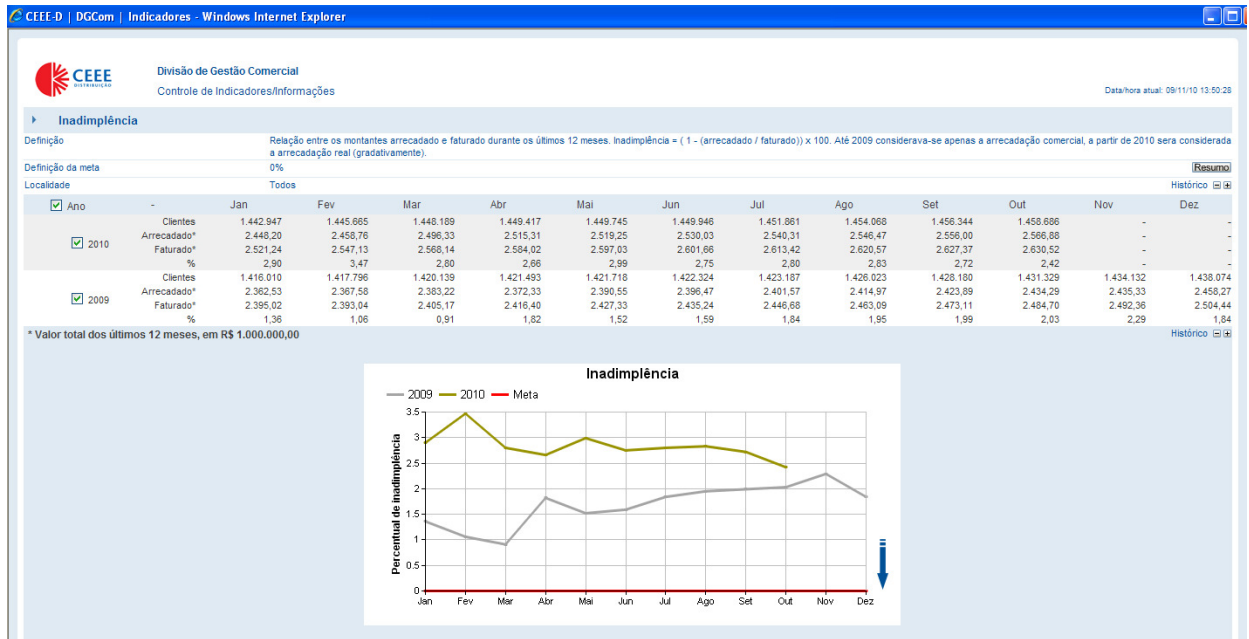 CEEE-D | DGCom | Indicadores - Windows Internet Explorer
CEEE
DISTRIBUIÇÃO
Divisão de Gestão Comercial
Controle de Indicadores/Informações
Data/hora atual: 09/11/10 13:50:28
Inadimplência
Definição Relação entre os montantes arrecadado e faturado durante os últimos 12 meses. Inadimplência = ( 1 - (arrecadado / faturado)) x 100. Até 2009 considerava-se apenas a arrecadação comercial, a partir de 2010 sera considerada
a arrecadação real (gradativamente).
Definição da meta 0% Resumo
Localidade Todos Histórico
Ano - Jan Fev Mar Abr Mai Jun Jul Ago Set Out Nov Dez
Clientes 1.442.947 1.445.665 1.448.189 1.449.417 1.449.745 1.449.946 1.451.861 1.454.068 1.456.344 1.458.686 - -
2010 Arrecadado* 2.448,20 2.458,76 2.496,33 2.515,31 2.519,25 2.530,03 2.540,31 2.546,47 2.556,00 2.566,88 - -
Faturado* 2.521,24 2.547,13 2.568,14 2.584,02 2.597,03 2.601,66 2.613,42 2.620,57 2.627,37 2.630,52 - -
% 2,90 3,47 2,80 2,66 2,99 2,75 2,80 2,83 2,72 2,42 - -
Clientes 1.416.010 1.417.796 1.420.139 1.421.493 1.421.718 1.422.324 1.423.187 1.426.023 1.428.180 1.431.329 1.434.132 1.438.074
2009 Arrecadado* 2.362,53 2.367,58 2.383,22 2.372,33 2.390,55 2.396,47 2.401,57 2.414,97 2.423,89 2.434,29 2.435,33 2.458,27
Faturado* 2.395,02 2.393,04 2.405,17 2.416,40 2.427,33 2.435,24 2.446,68 2.463,09 2.473,11 2.484,70 2.492,36 2.504,44
% 1,36 1,06 0,91 1,82 1,52 1,59 1,84 1,95 1,99 2,03 2,29 1,84
* Valor total dos últimos 12 meses, em R$ 1.000.000,00 Histórico
Inadimplência
2009 2010 Meta
Percentual de inadimplência
3.5
3
2.5
2
1.5
1
0.5
0
Jan Fev Mar Abr Mai Jun Jul Ago Set Out Nov Dez